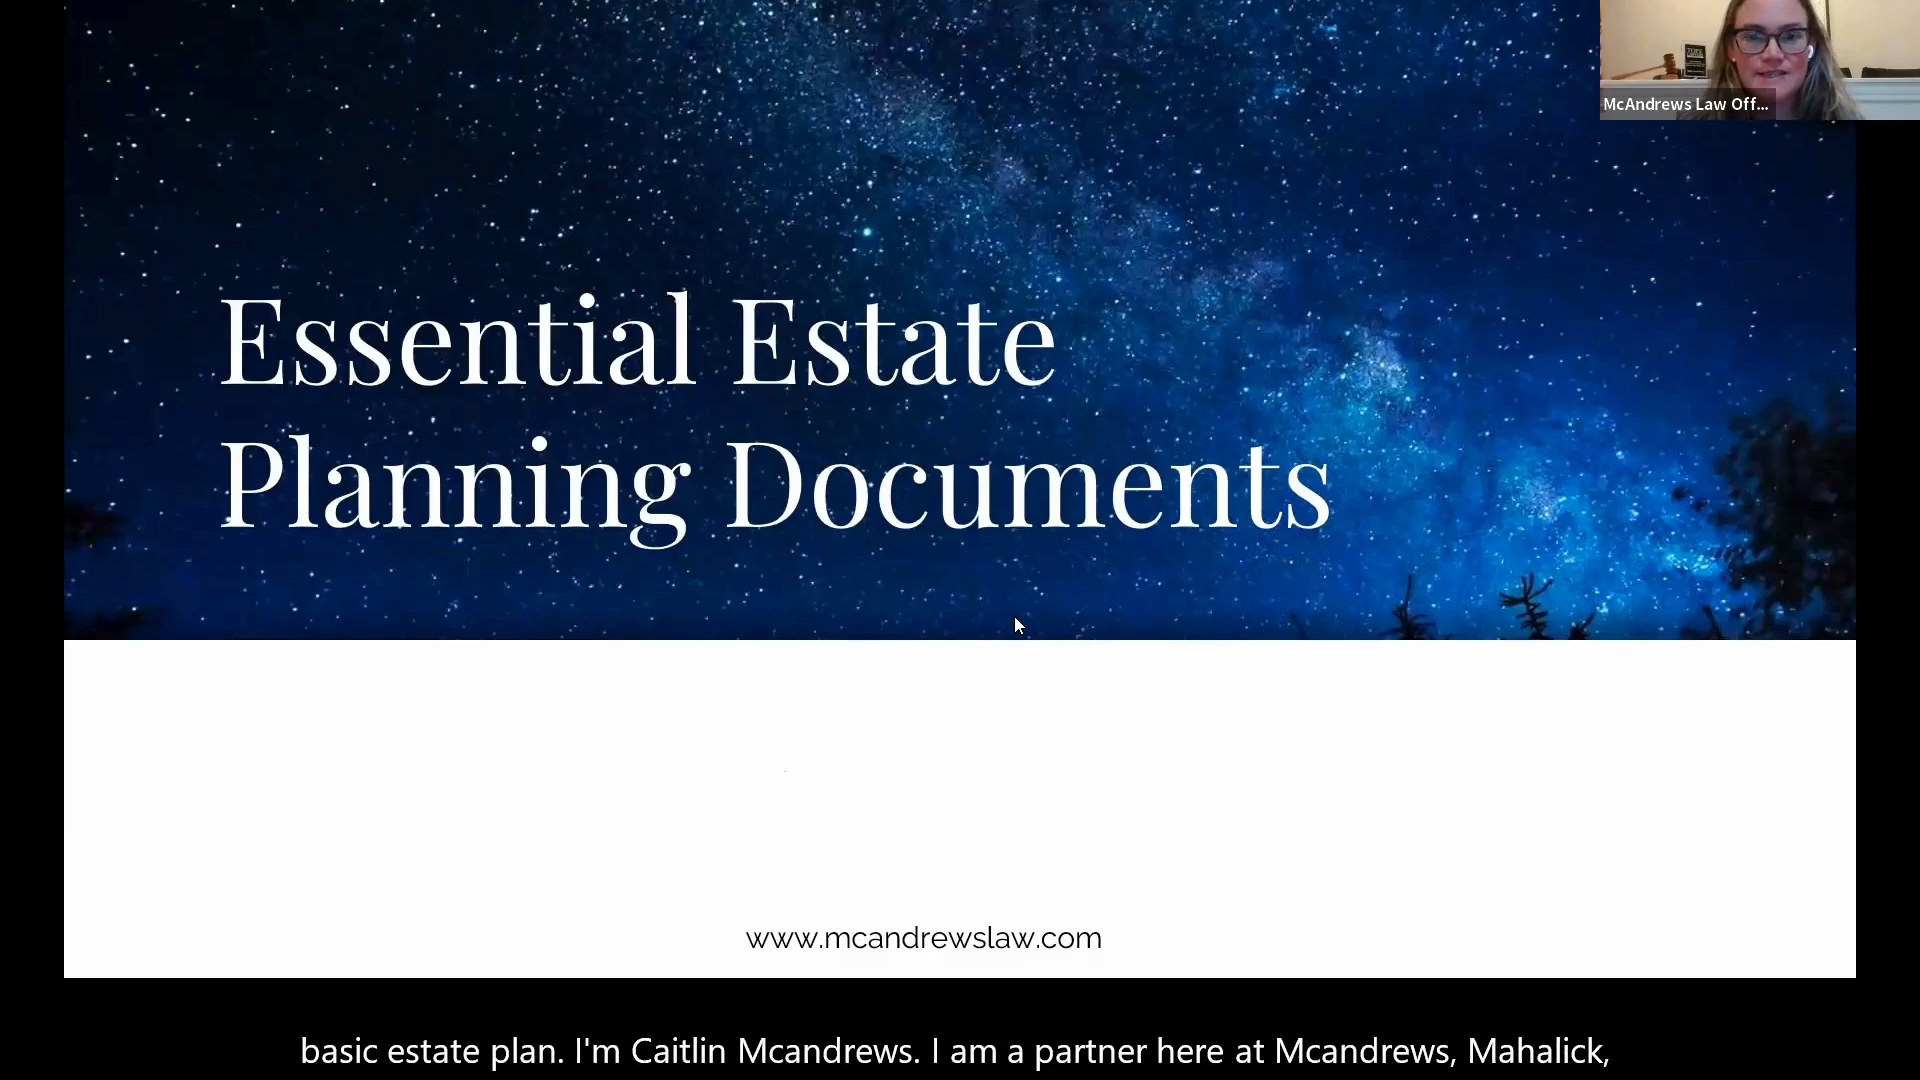 McAndrews Law Off...
Essential Estate
Planning Documents
www.mcandrewslaw.com
basic estate plan. I'm Caitlin Mcandrews. I am a partner here at Mcandrews, Mahalick,